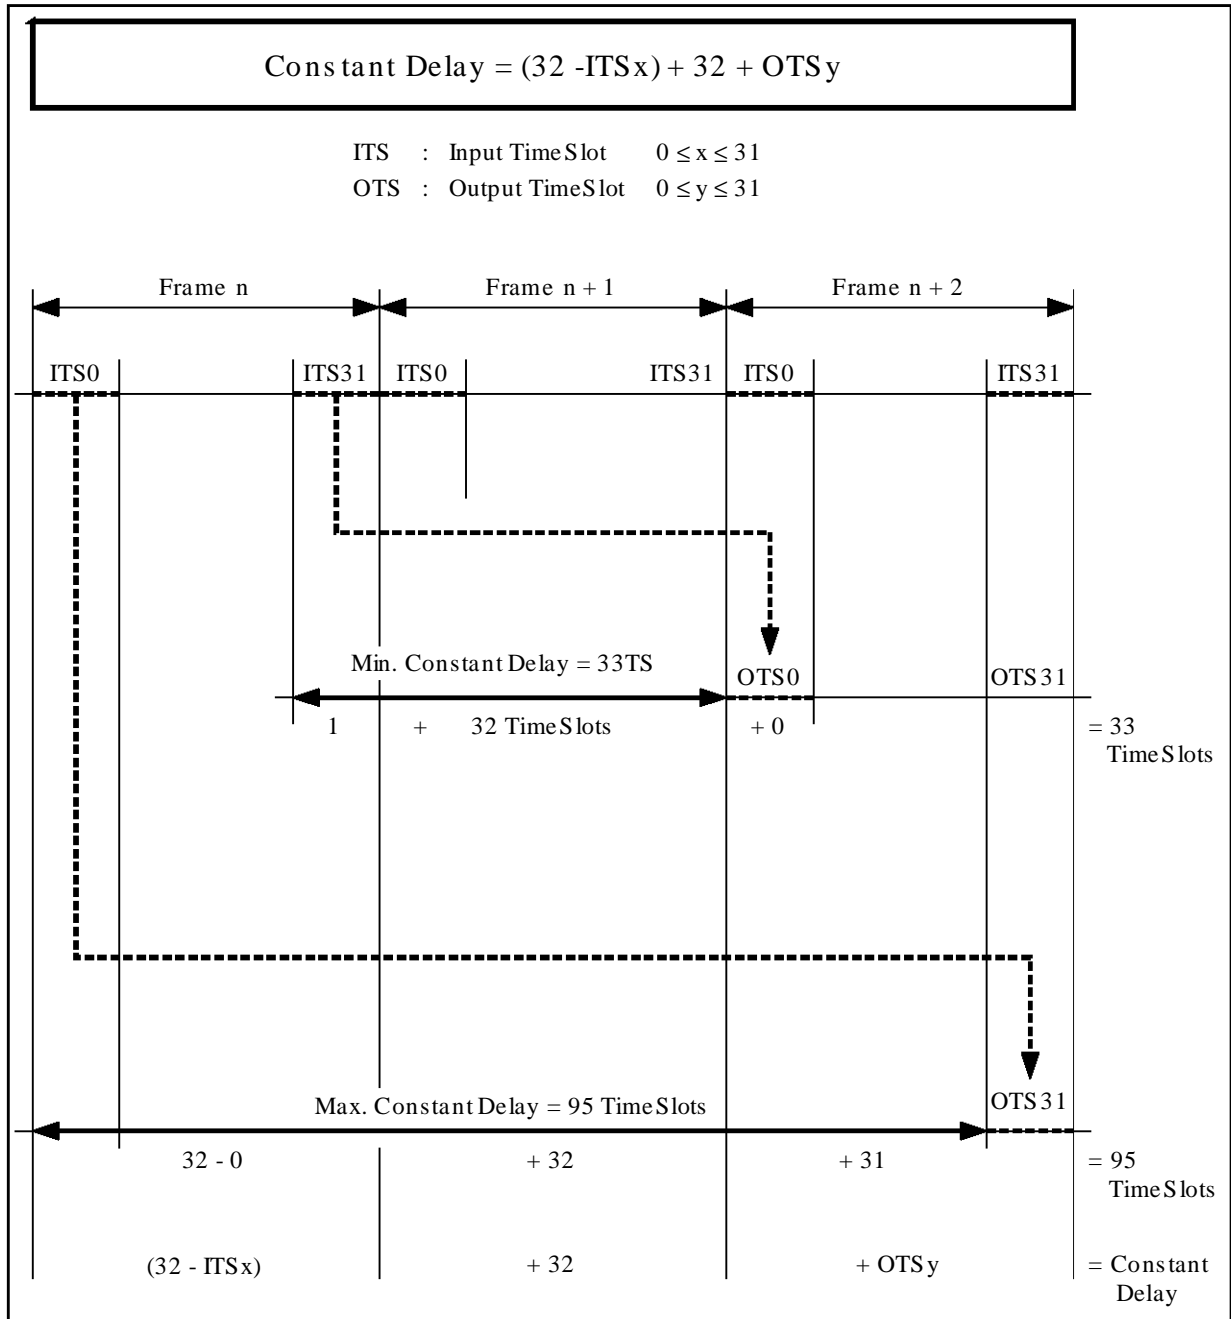 Constant Delay = (32 -ITSx) + 32 + OTSy
ITS : Input TimeSlot 0 ≤ x ≤ 31
OTS : Output TimeSlot 0 ≤ y ≤ 31
Frame n Frame n + 1 Frame n + 2
ITS0 ITS31 ITS0 ITS31 ITS0 ITS31
Min. Constant Delay = 33TS
OTS0 OTS31
1 + 32 TimeSlots + 0 = 33
TimeSlots
Max. Constant Delay = 95 TimeSlots
OTS31
32 - 0 + 32 + 31 = 95
TimeSlots
(32 - ITSx) + 32 + OTSy = Constant
Delay